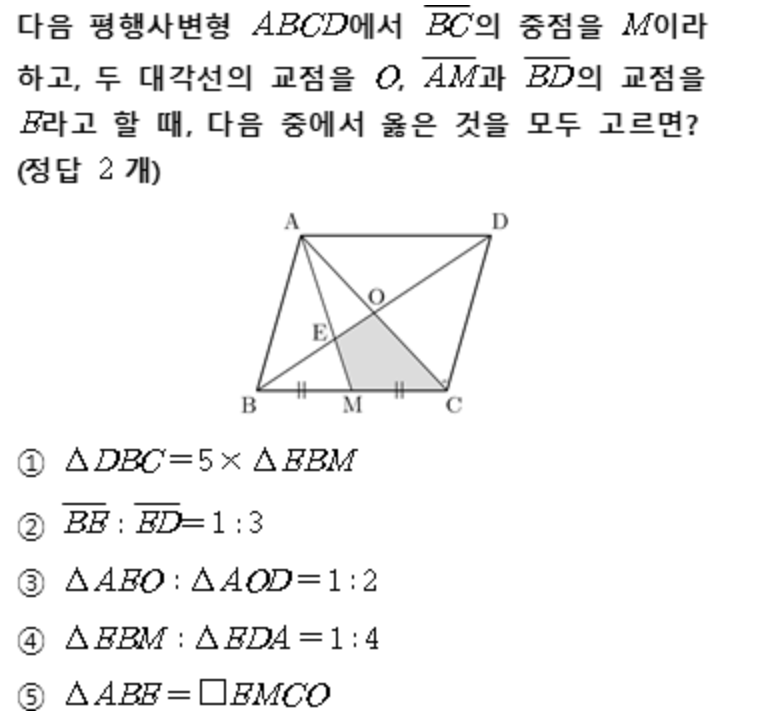 다음 평행사변형 ABCD에서 BC의 중점을 M이라
하고, 두 대각선의 교점을 O, AM과 BD의 교점을
E라고 할 때, 다음 중에서 옳은 것을 모두 고르면?
(정답 2 개)
A
D
O
E
B
M
C
① △DBC=5×△EBM
② BE : ED=1 : 3
③ △AEO : △AOD=1 : 2
④ △EBM : △EDA=1 : 4
⑤ △ABE=□EMCO